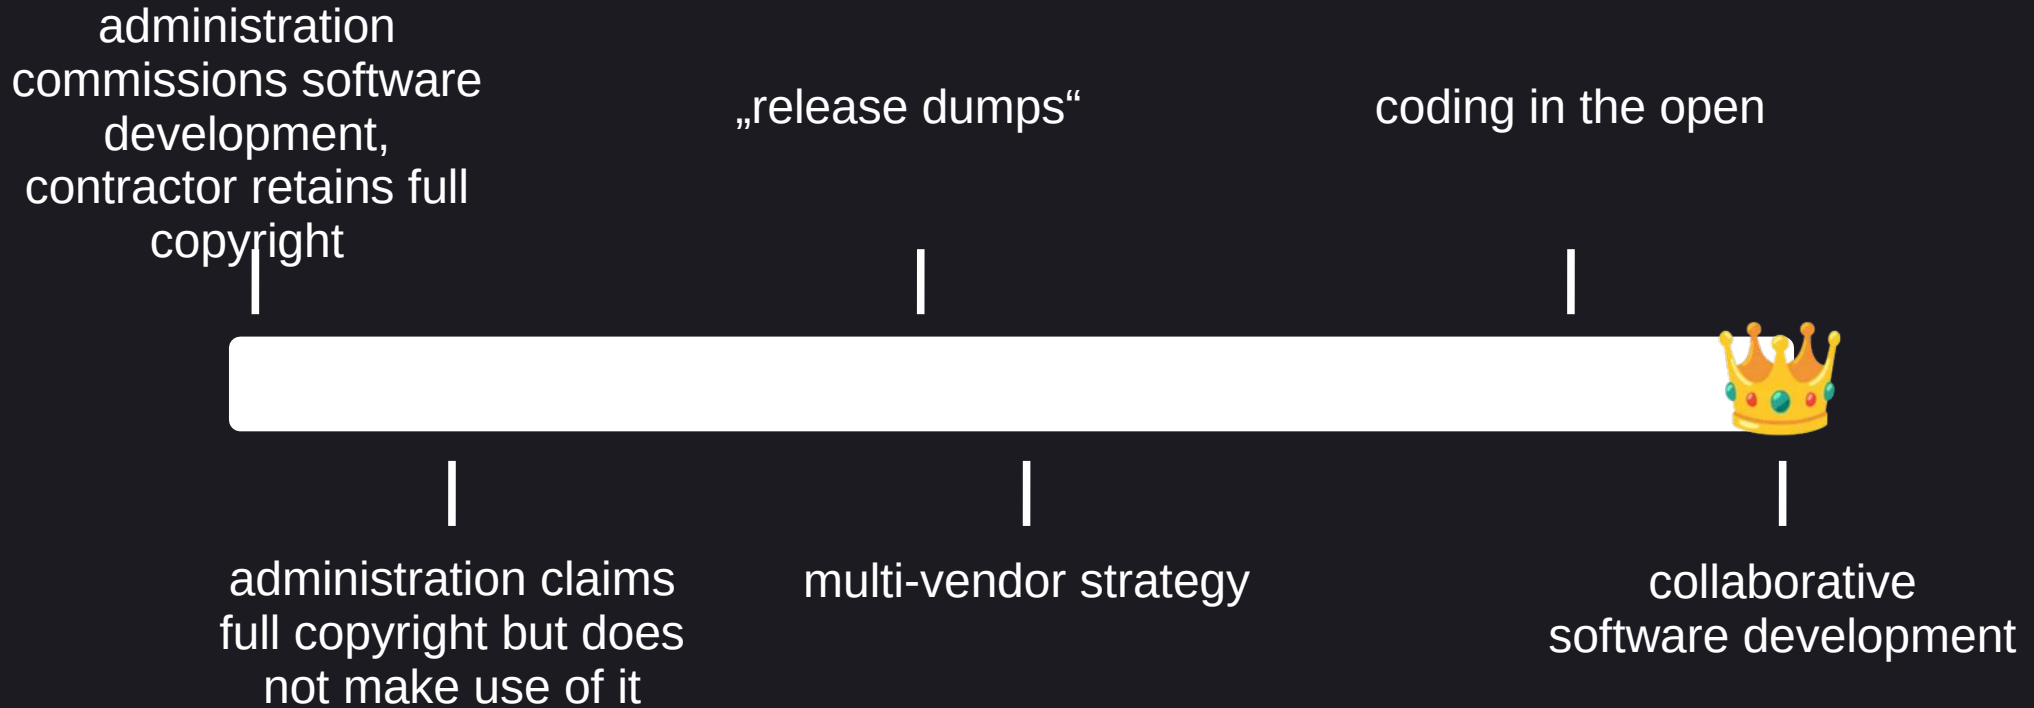 administration
commissions software
development,
contractor retains full
copyright
„release dumps“
coding in the open
administration claims
full copyright but does
not make use of it
multi-vendor strategy
collaborative
software development